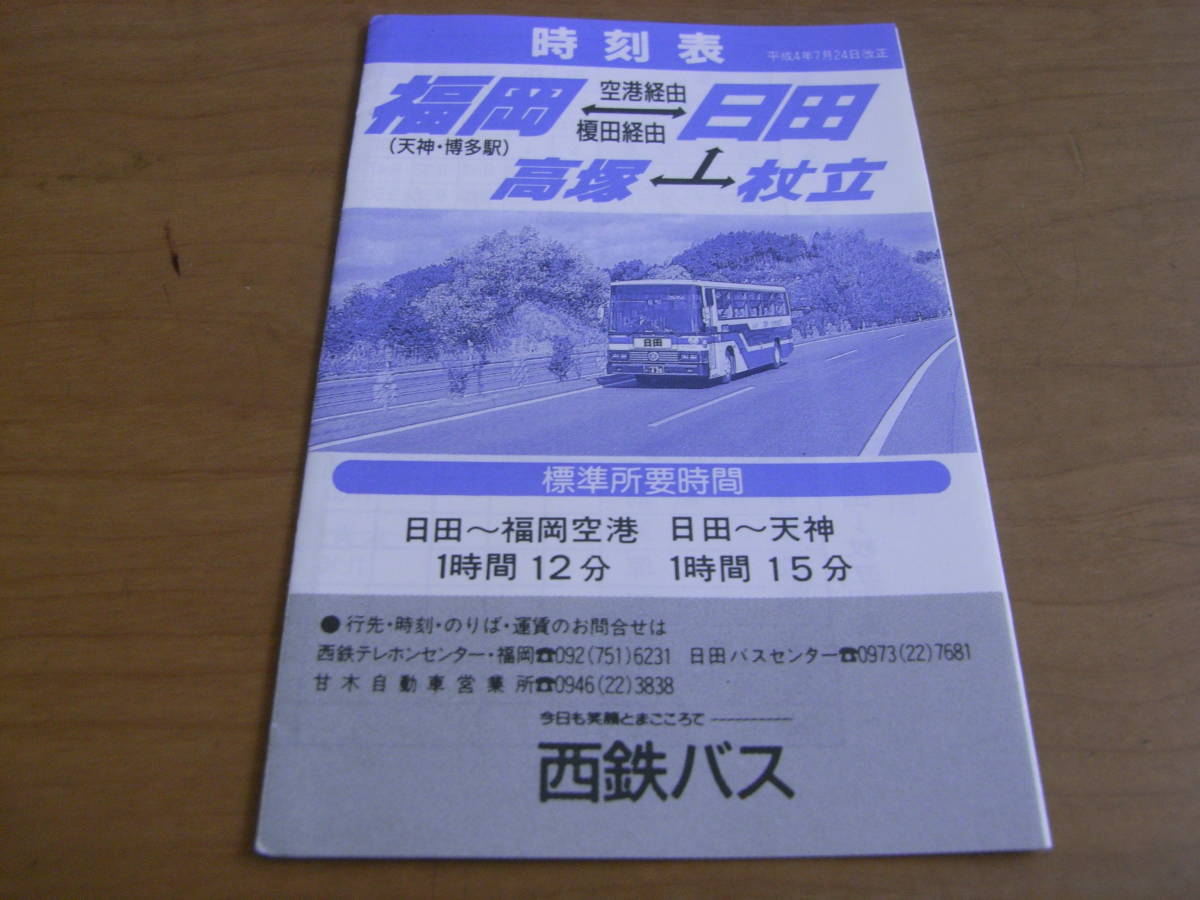 時刻表 平成4年7月24日改正
福岡 空港経由 日田
(天神・博多駅) 榎田経由
高塚 杖立
日田
標準所要時間
日田～福岡空港 日田～天神
1時間12分 1時間15分
●行先・時刻・のりば・運賃のお問合せは
西鉄テレホンセンター・福岡☎092(751)6231 日田バスセンター☎0973(22)7681
甘木自動車営業所☎0946(22)3838
今日も笑顔とまごころで
西鉄バス